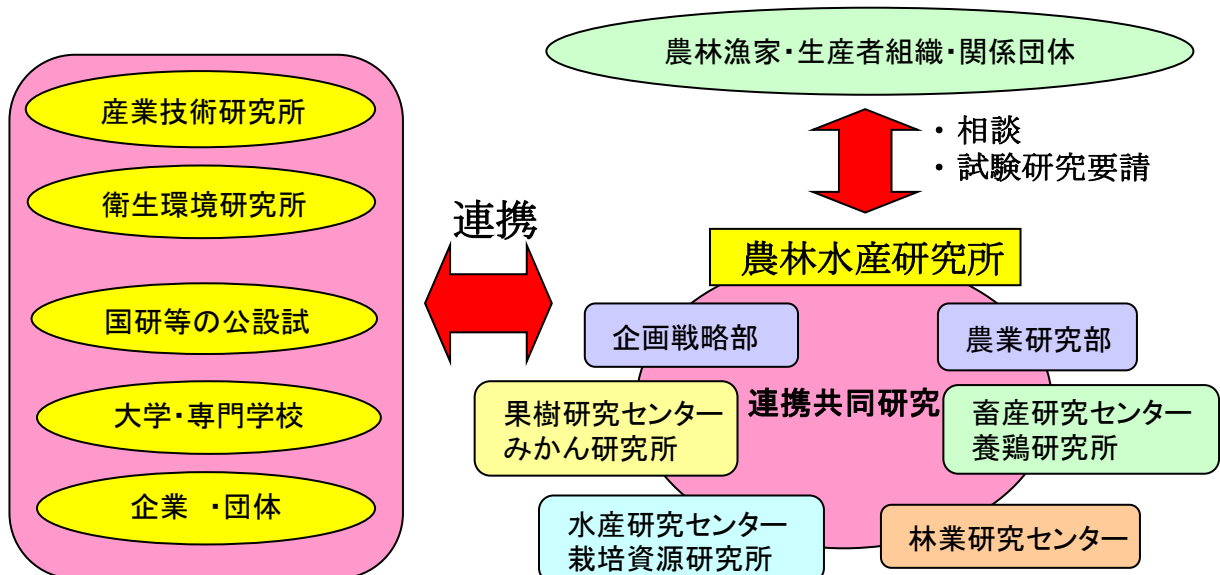 農林漁家・生産者組織・関係団体
産業技術研究所
衛生環境研究所
国研等の公設試
大学・専門学校
企業 ・団体
連携
・ 相談
・ 試験研究要請
農林水産研究所
企画戦略部
農業研究部
連携共同研究
果樹研究センター
みかん研究所
畜産研究センター
養鶏研究所
水産研究センター
栽培資源研究所
林業研究センター